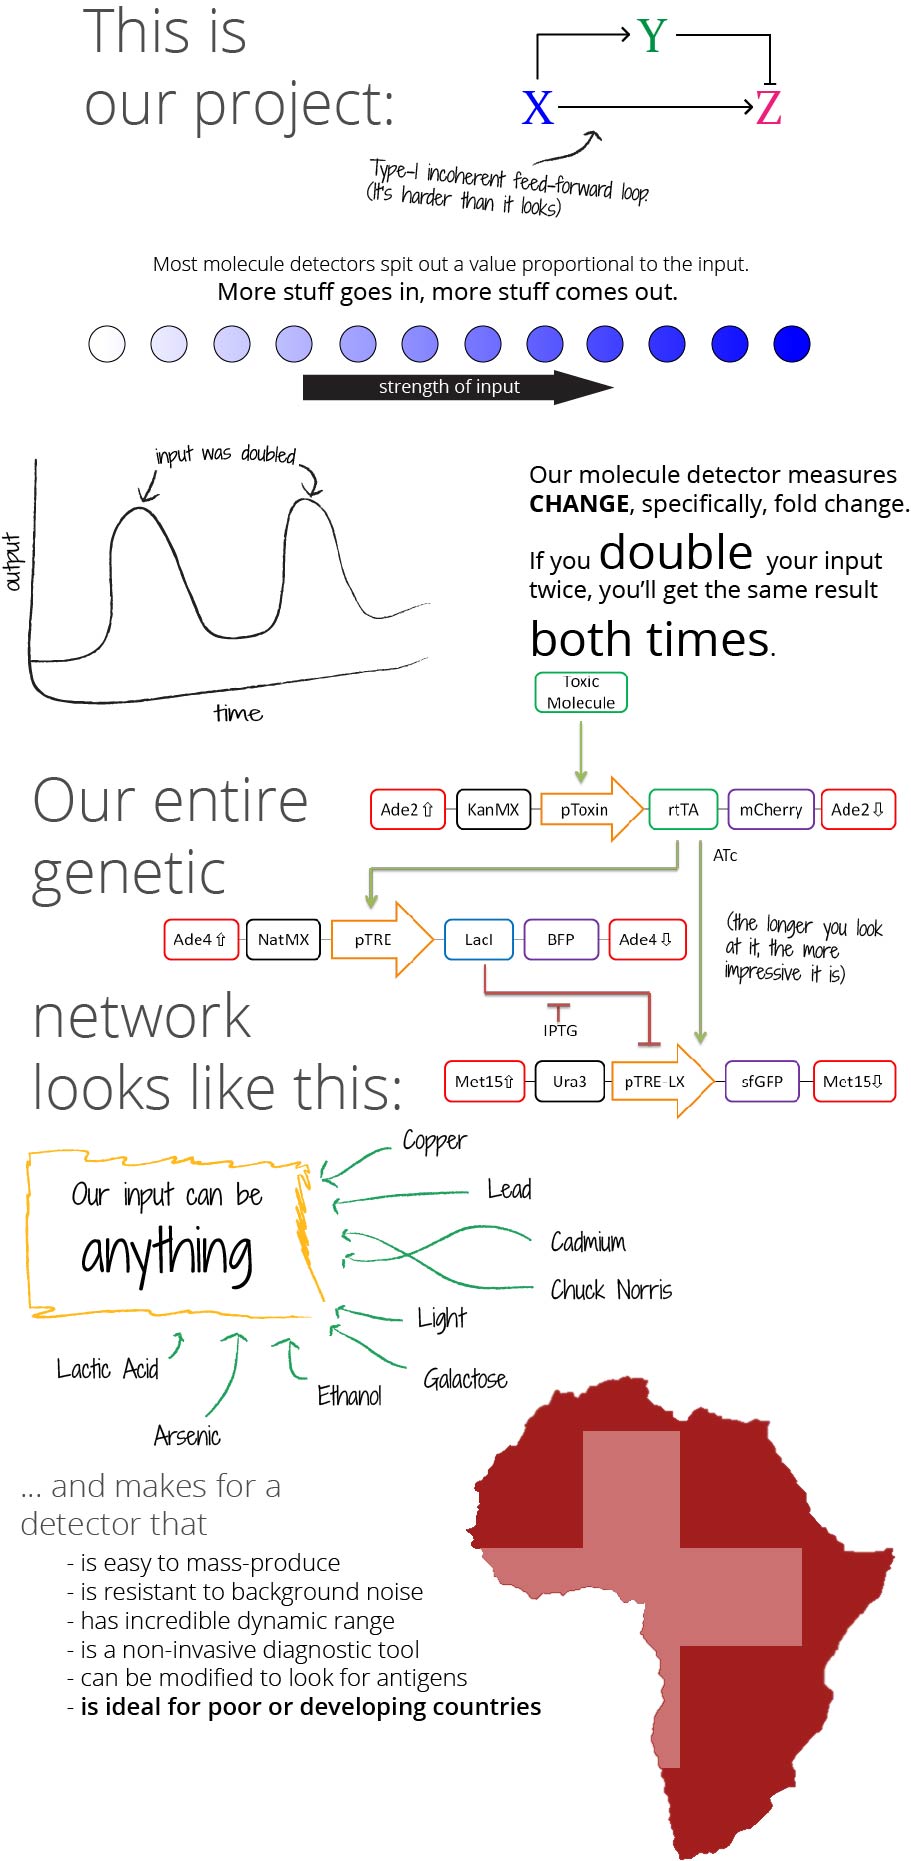 This is
our project:
Y
X
Z
Type-I incoherent feed-forward loop.
(It's harder than it looks)
Most molecule detectors spit out a value proportional to the input.
More stuff goes in, more stuff comes out.
strength of input
input was doubled
output
time
Our molecule detector measures
CHANGE, specifically, fold change.
If you double your input
twice, you'll get the same result
both times.
Toxic
Molecule
Our entire
genetic
network
looks like this:
Ade2⇧ KanMX pToxin rtTA mCherry Ade2⇩
ATc
Ade4⇧ NatMX pTRE LacI BFP Ade4⇩
(the longer you look
at it, the more
impressive it is)
IPTG
Met15⇧ Ura3 pTRE-LX sfGFP Met15⇩
Our input can be
anything
Copper
Lead
Cadmium
Chuck Norris
Light
Galactose
Ethanol
Lactic Acid
Arsenic
... and makes for a
detector that
- is easy to mass-produce
- is resistant to background noise
- has incredible dynamic range
- is a non-invasive diagnostic tool
- can be modified to look for antigens
- is ideal for poor or developing countries